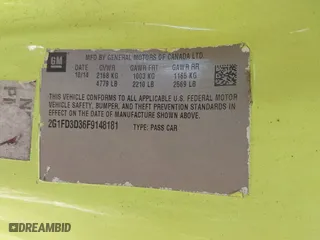 GM
MFD BY GENERAL MOTORS OF CANADA LTD.
10/14 GVWR GAWR FRT GAWR RR
2168 KG 1003 KG 1165 KG
4779 LB 2210 LB 2569 LB
THIS VEHICLE CONFORMS TO ALL APPLICABLE U.S. FEDERAL MOTOR
VEHICLE SAFETY, BUMPER, AND THEFT PREVENTION STANDARDS IN
EFFECT ON THE DATE OF MANUFACTURE SHOWN ABOVE.
2G1FD3D36F9148181 TYPE: PASS CAR